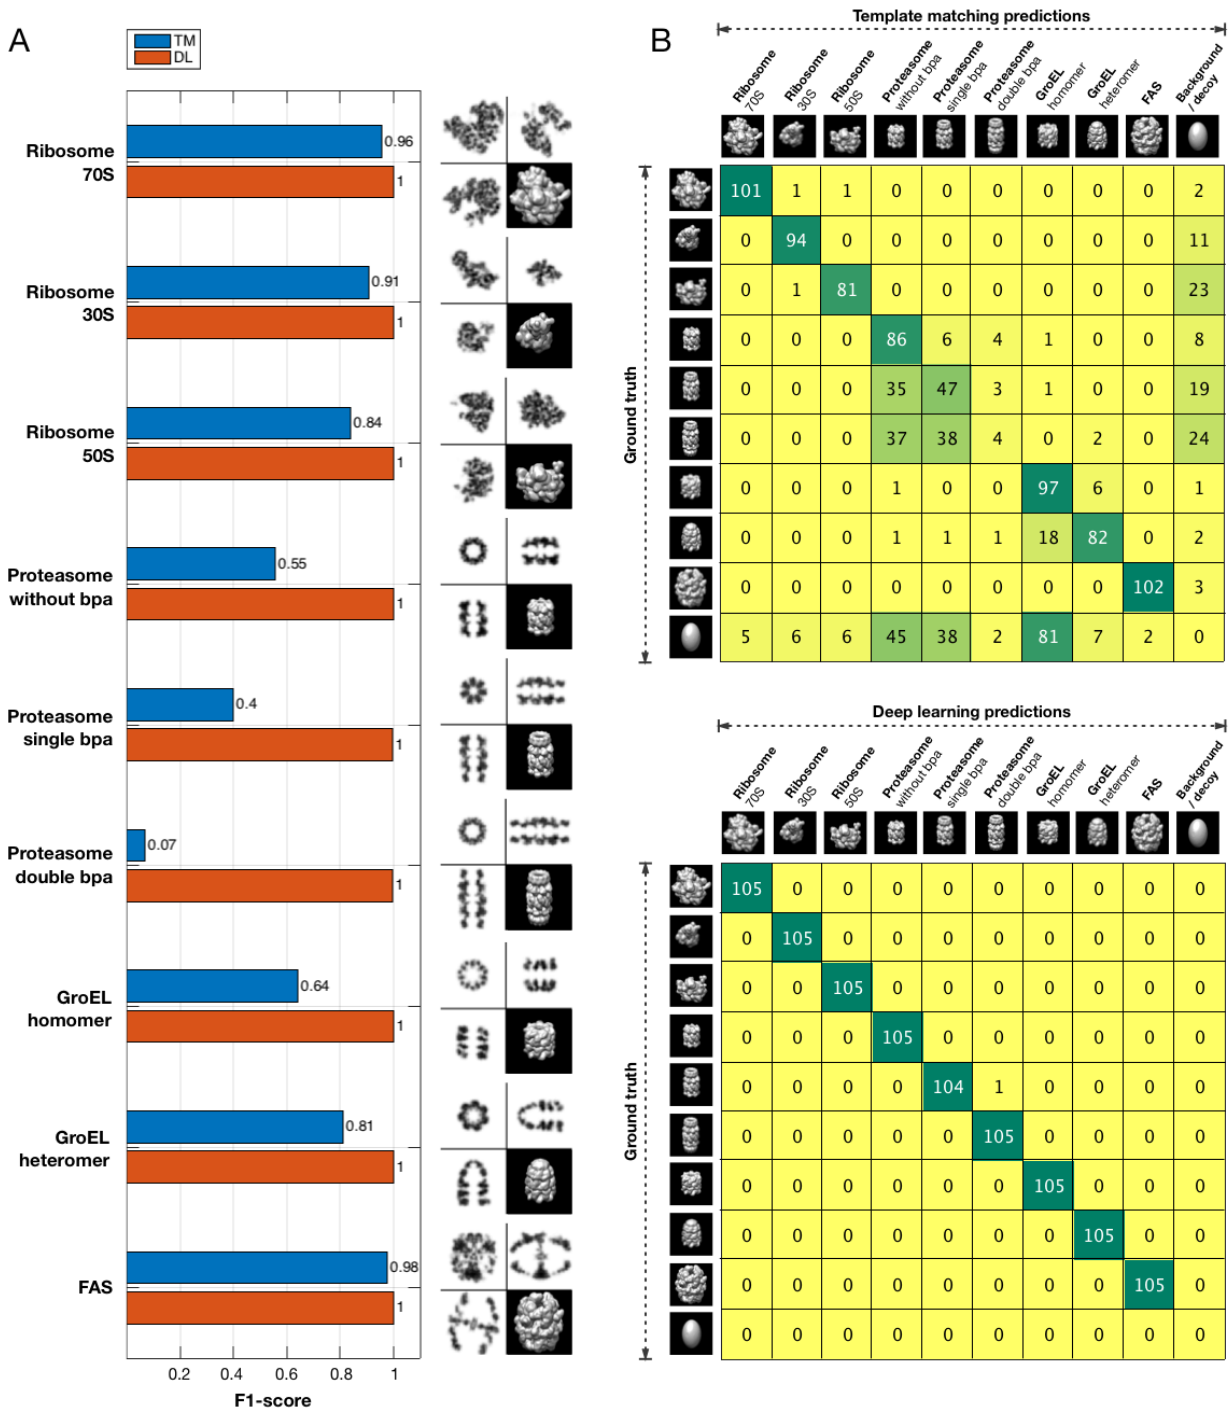 A
TM
DL
Ribosome
70S
0.96
1
Ribosome
30S
0.91
1
Ribosome
50S
0.84
1
Proteasome
without bpa
0.55
1
Proteasome
single bpa
0.4
1
Proteasome
double bpa
0.07
1
GroEL
homomer
0.64
1
GroEL
heteromer
0.81
1
FAS
0.98
1
0.2 0.4 0.6 0.8 1
F1-score
B
Template matching predictions
Ribosome
70S
Ribosome
30S
Ribosome
50S
Proteasome
without bpa
Proteasome
single bpa
Proteasome
double bpa
GroEL
homomer
GroEL
heteromer
FAS
Background
/ decoy
Ground truth
101 1 1 0 0 0 0 0 0 2
0 94 0 0 0 0 0 0 0 11
0 1 81 0 0 0 0 0 0 23
0 0 0 86 6 4 1 0 0 8
0 0 0 35 47 3 1 0 0 19
0 0 0 37 38 4 0 2 0 24
0 0 0 1 0 0 97 6 0 1
0 0 0 1 1 1 18 82 0 2
0 0 0 0 0 0 0 0 102 3
5 6 6 45 38 2 81 7 2 0
Deep learning predictions
Ribosome
70S
Ribosome
30S
Ribosome
50S
Proteasome
without bpa
Proteasome
single bpa
Proteasome
double bpa
GroEL
homomer
GroEL
heteromer
FAS
Background
/ decoy
Ground truth
105 0 0 0 0 0 0 0 0 0
0 105 0 0 0 0 0 0 0 0
0 0 105 0 0 0 0 0 0 0
0 0 0 105 0 0 0 0 0 0
0 0 0 0 104 1 0 0 0 0
0 0 0 0 0 105 0 0 0 0
0 0 0 0 0 0 105 0 0 0
0 0 0 0 0 0 0 105 0 0
0 0 0 0 0 0 0 0 105 0
0 0 0 0 0 0 0 0 0 0